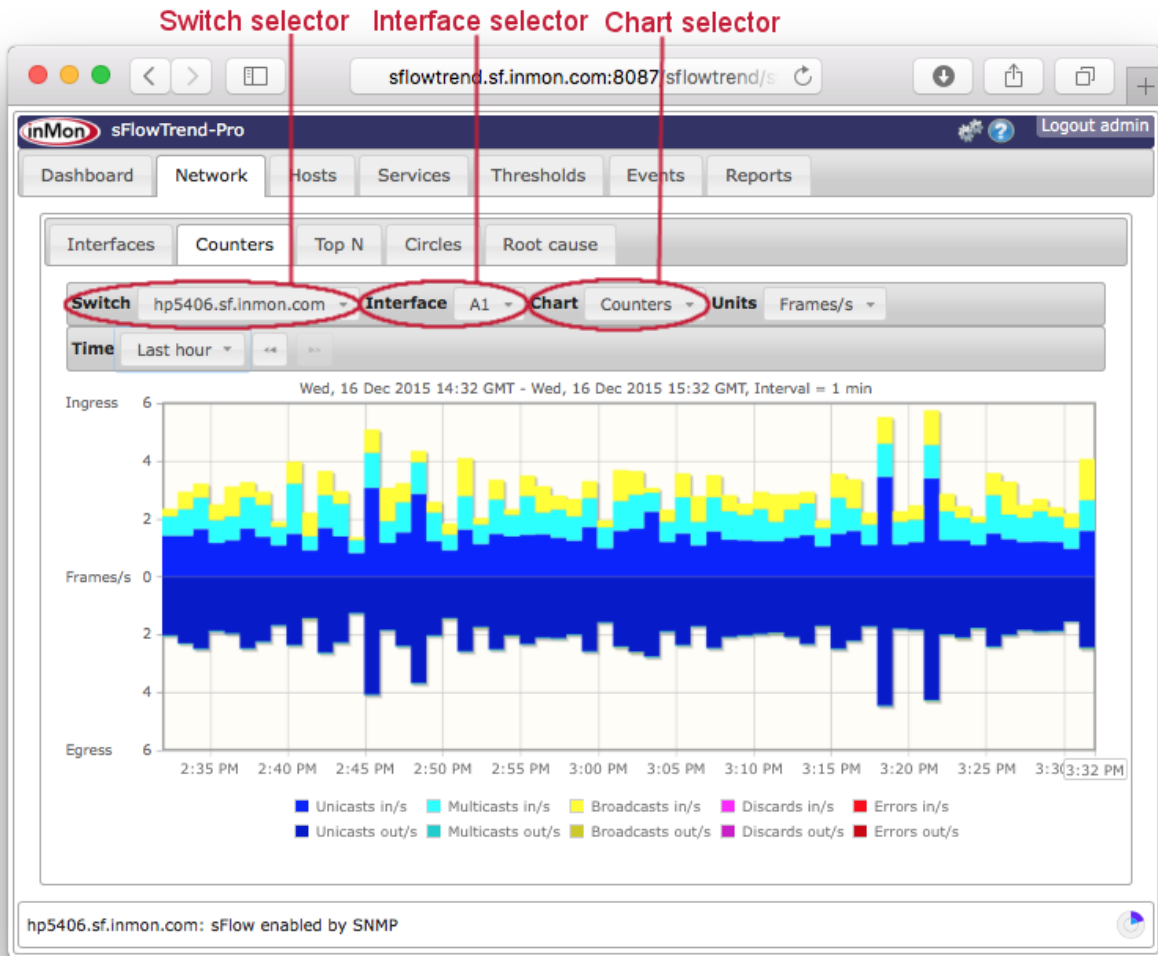 Switch selector Interface selector Chart selector
sflowtrend.sf.inmon.com:8087/sflowtrend/s
inMon sFlowTrend-Pro Logout admin
Dashboard Network Hosts Services Thresholds Events Reports
Interfaces Counters Top N Circles Root cause
Switch hp5406.sf.inmon.com Interface A1 Chart Counters Units Frames/s
Time Last hour
Wed, 16 Dec 2015 14:32 GMT - Wed, 16 Dec 2015 15:32 GMT, Interval = 1 min
Ingress 6
4
2
Frames/s 0
2
4
Egress 6
2:35 PM 2:40 PM 2:45 PM 2:50 PM 2:55 PM 3:00 PM 3:05 PM 3:10 PM 3:15 PM 3:20 PM 3:25 PM 3:30 3:32 PM
Unicasts in/s Multicasts in/s Broadcasts in/s Discards in/s Errors in/s
Unicasts out/s Multicasts out/s Broadcasts out/s Discards out/s Errors out/s
hp5406.sf.inmon.com: sFlow enabled by SNMP